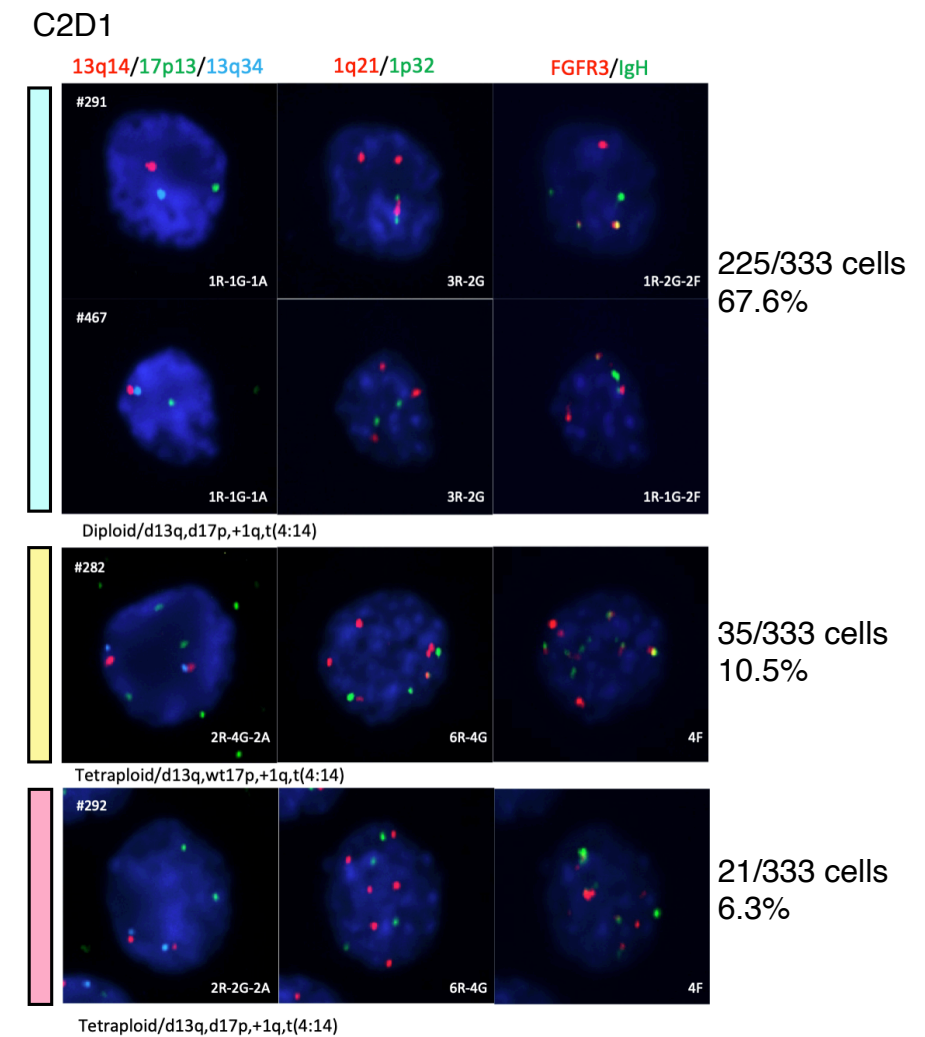 C2D1
13q14/17p13/13q34 1q21/1p32 FGFR3/IgH
#291
1R-1G-1A 3R-2G 1R-2G-2F
225/333 cells
67.6%
#467
1R-1G-1A 3R-2G 1R-1G-2F
Diploid/d13q,d17p,+1q,t(4:14)
#282
2R-4G-2A 6R-4G 4F
35/333 cells
10.5%
Tetraploid/d13q,wt17p,+1q,t(4:14)
#292
2R-2G-2A 6R-4G 4F
21/333 cells
6.3%
Tetraploid/d13q,d17p,+1q,t(4:14)